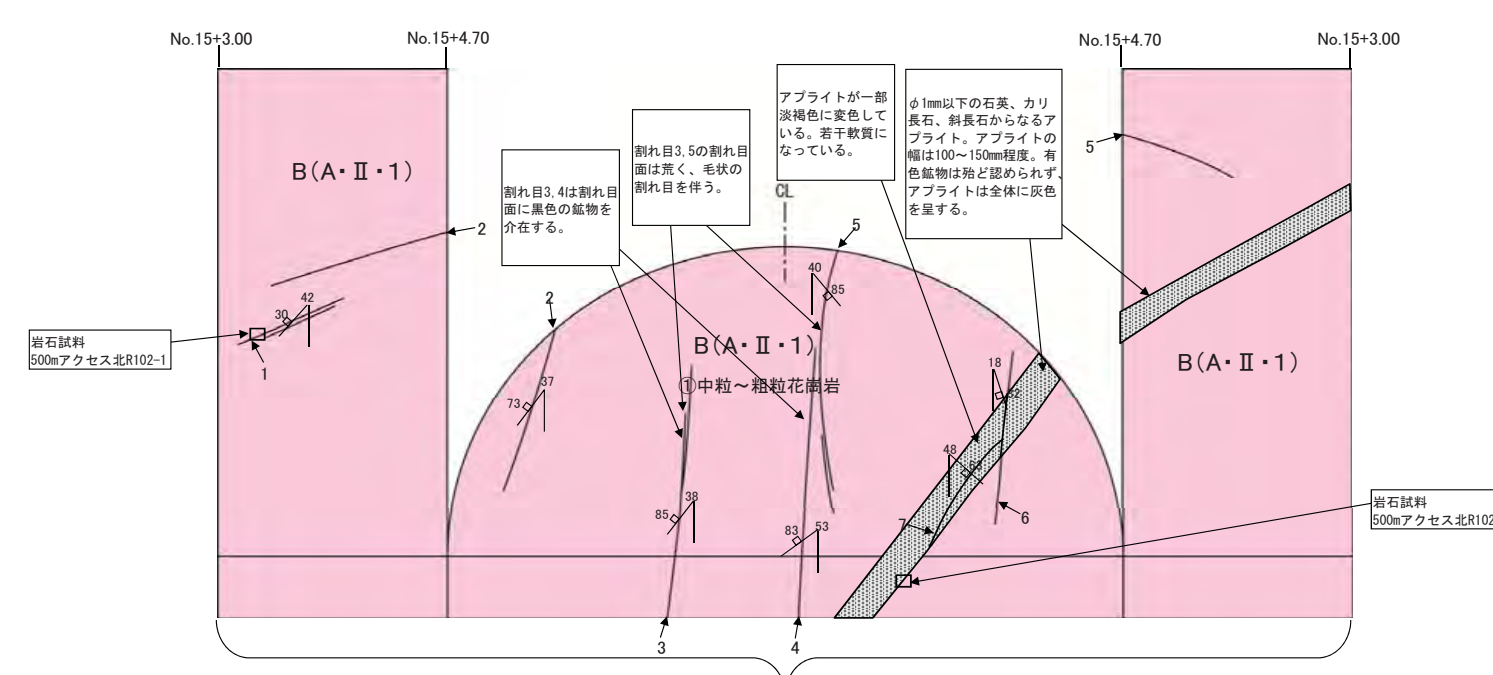 No.15+3.00
No.15+4.70
No.15+4.70
No.15+3.00
B(A・Ⅱ・1)
2
42
30
1
岩石試料
500mアクセス北R102-1
割れ目3,4は割れ目
面に黒色の鉱物を
介在する。
割れ目3,5の割れ目
面は荒く、毛状の
割れ目を伴う。
アプライトが一部
淡褐色に変色して
いる。若干軟質に
なっている。
φ1mm以下の石英、カリ
長石、斜長石からなるア
プライト。アプライトの
幅は100～150mm程度。有
色鉱物は殆ど認められず、
アプライトは全体に灰色
を呈する。
CL
5
40
85
2
B(A・Ⅱ・1)
①中粒～粗粒花崗岩
37
73
18
48
7
6
85
38
83
53
3
4
5
B(A・Ⅱ・1)
岩石試料
500mアクセス北R102